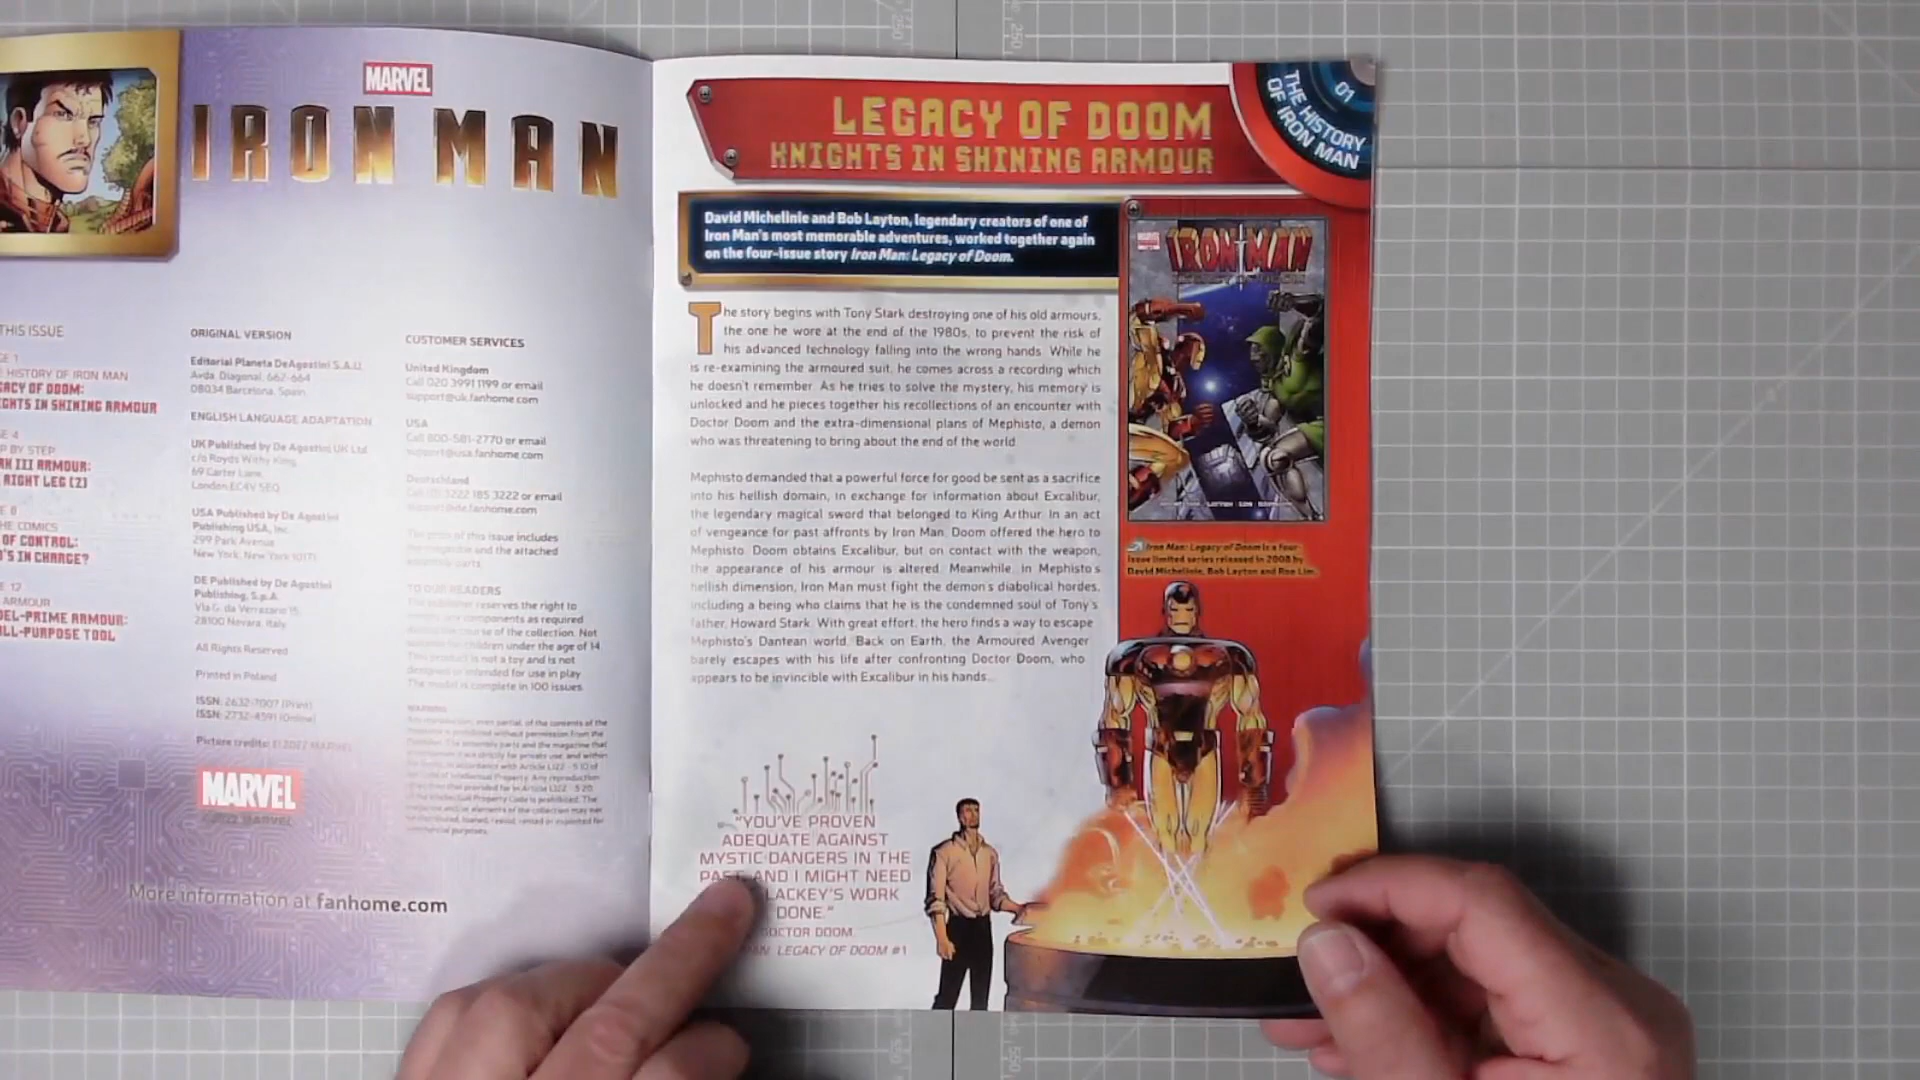 MARVEL
IRON MAN
THIS ISSUE
HISTORY OF IRON MAN
LEGACY OF DOOM:
KNIGHTS IN SHINING ARMOUR
BY STEP
III ARMOUR:
RIGHT LEG (2)
COMICS
OF CONTROL:
IN CHARGE?
12
ARMOUR
ORIGINAL VERSION
Editorial Planeta DeAgostini S.A.U.
Avda. Diagonal, 662-664
08034 Barcelona, Spain
ENGLISH LANGUAGE ADAPTATION
UK Published by De Agostini UK Ltd
c/o Royds Withy King
69 Carter Lane
London EC4V 5EQ
USA Published by De Agostini
Publishing USA, Inc.
299 Park Avenue
New York, New York 10171
DE Published by De Agostini
Publishing, S.p.A.
Via G. da Verrazano 15,
28100 Novara, Italy
All Rights Reserved
Printed in Poland
ISSN: 2632-7007 (Print)
ISSN: 2732-4591 (Online)
Picture credits: © 2022 MARVEL
MARVEL
© 2022 MARVEL
CUSTOMER SERVICES
United Kingdom
Call 020 3991 1199 or email
support@uk.fanhome.com
USA
Call 800-581-2770 or email
support@usa.fanhome.com
Deutschland
3222 185 3222 or email
support@de.fanhome.com
The price of this issue includes
the magazine and the attached
assembly parts.
TO OUR READERS
The publisher reserves the right to
components as required
course of the collection. Not
children under the age of 14
This product is not a toy and is not
designed or intended for use in play
The model is complete in 100 issues.
WARNING
More information at fanhome.com
LEGACY OF DOOM
KNIGHTS IN SHINING ARMOUR
01
THE HISTORY
OF IRON MAN
David Michelinie and Bob Layton, legendary creators of one of
Iron Man's most memorable adventures, worked together again
on the four-issue story Iron Man: Legacy of Doom.
The story begins with Tony Stark destroying one of his old armours,
the one he wore at the end of the 1980s, to prevent the risk of
his advanced technology falling into the wrong hands. While he
is re-examining the armoured suit, he comes across a recording which
he doesn't remember. As he tries to solve the mystery, his memory is
unlocked and he pieces together his recollections of an encounter with
Doctor Doom and the extra-dimensional plans of Mephisto, a demon
who was threatening to bring about the end of the world.
Mephisto demanded that a powerful force for good be sent as a sacrifice
into his hellish domain, in exchange for information about Excalibur,
the legendary magical sword that belonged to King Arthur. In an act
of vengeance for past affronts by Iron Man, Doom offered the hero to
Mephisto. Doom obtains Excalibur, but on contact with the weapon,
the appearance of his armour is altered. Meanwhile, in Mephisto's
hellish dimension, Iron Man must fight the demon's diabolical hordes,
including a being who claims that he is the condemned soul of Tony's
father, Howard Stark. With great effort, the hero finds a way to escape
Mephisto's Dantean world. Back on Earth, the Armoured Avenger
barely escapes with his life after confronting Doctor Doom, who
appears to be invincible with Excalibur in his hands...
IRON MAN
LEGACY OF DOOM
Iron Man: Legacy of Doom is a four-
issue limited series released in 2008 by
David Michelinie, Bob Layton and Ron Lim.
"YOU'VE PROVEN
ADEQUATE AGAINST
MYSTIC DANGERS IN THE
PAST, AND I MIGHT NEED
LACKEY'S WORK
DONE."
DOCTOR DOOM,
LEGACY OF DOOM #1
250
250